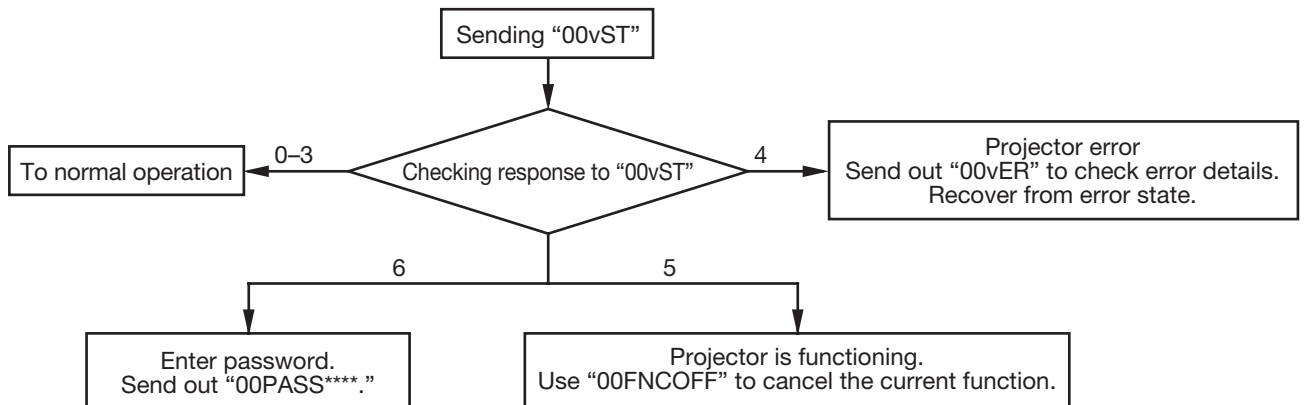 Sending “00vST”
0–3
4
To normal operation
Checking response to “00vST”
Projector error
Send out “00vER” to check error details.
Recover from error state.
6
5
Enter password.
Send out “00PASS****.”
Projector is functioning.
Use “00FNCOFF” to cancel the current function.